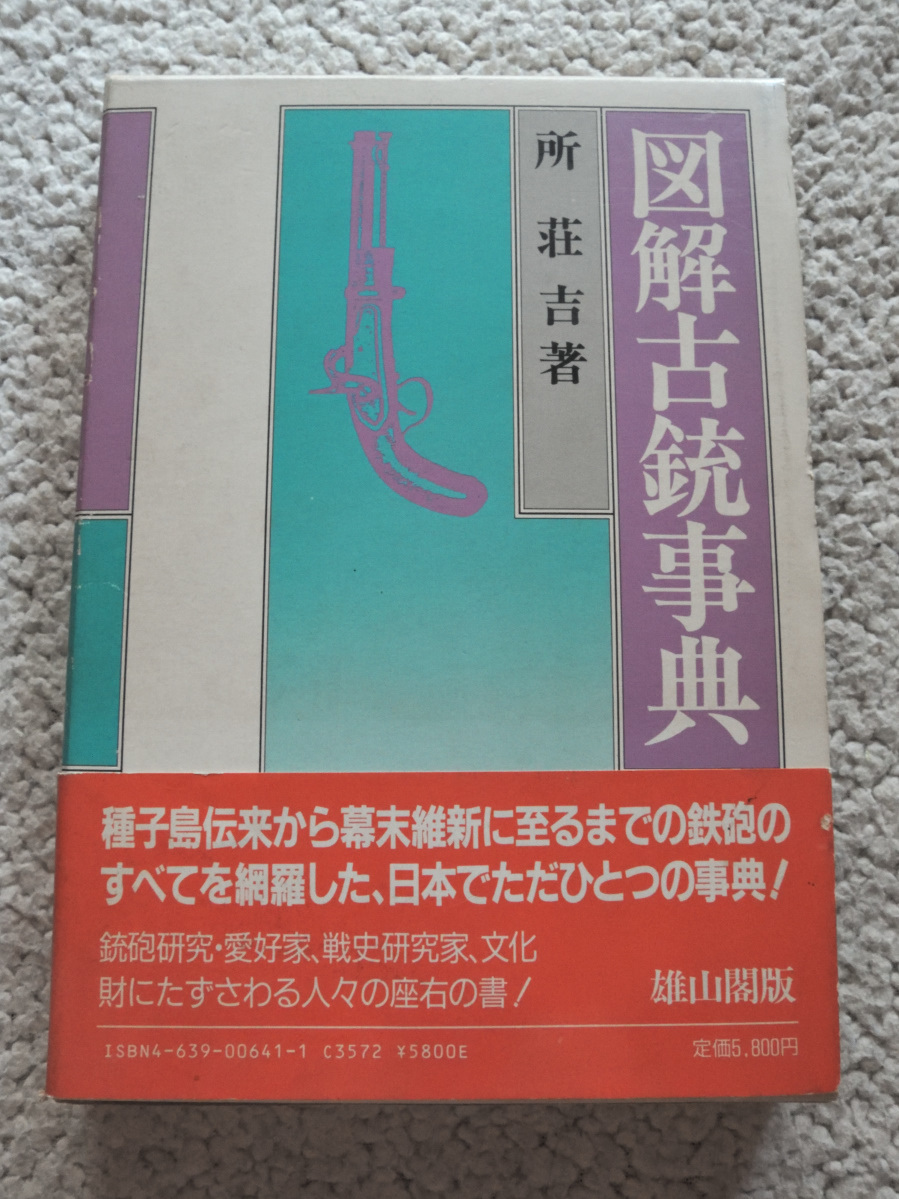 図解古銃事典
所荘吉著
種子島伝来から幕末維新に至るまでの鉄砲の
すべてを網羅した、日本でただひとつの事典!
銃砲研究・愛好家、戦史研究家、文化
財にたずさわる人々の座右の書!
雄山閣版
ISBN4-639-00641-1 C3572 ¥5800E
定価5,800円